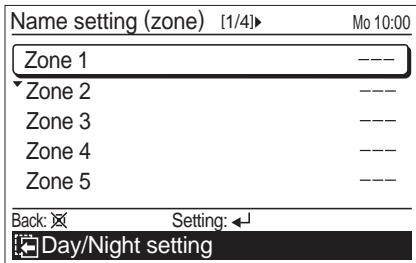 Name setting (zone) [1/4]▸ Mo 10:00
Zone 1 ---
Zone 2 ---
Zone 3 ---
Zone 4 ---
Zone 5 ---
Back: Setting: ↵
Day/Night setting